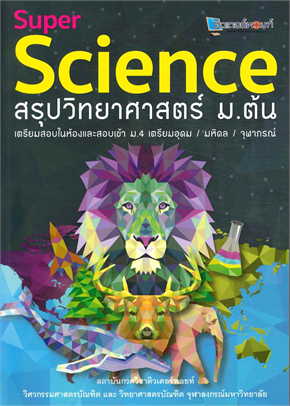 Super
Science
สรุปวิทยาศาสตร์ ม.ต้น
เตรียมสอบในห้องและสอบเข้า ม.4 เตรียมอุดม / มหิดล / จุฬาภรณ์
วิศวกรรมศาสตรบัณฑิต และ วิทยาศาสตรบัณฑิต จุฬาลงกรณ์มหาวิทยาลัย